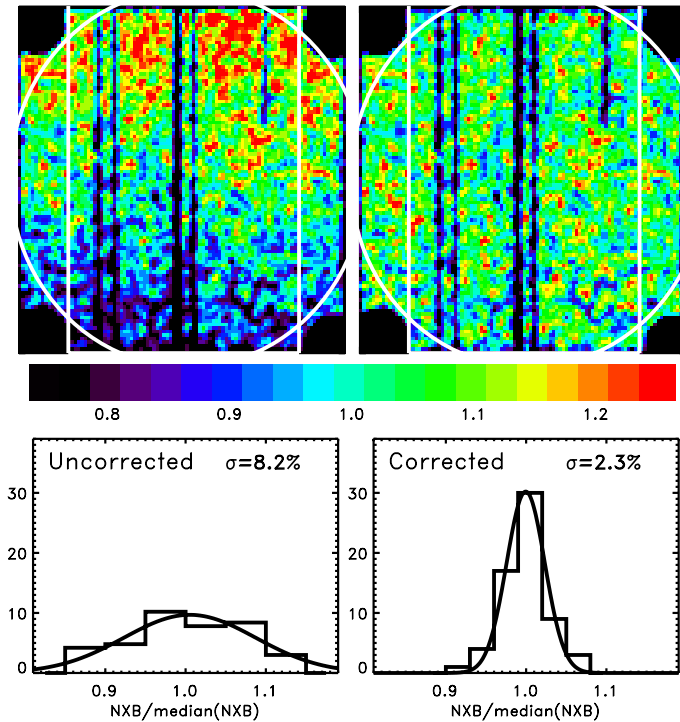 0.8 0.9 1.0 1.1 1.2
Uncorrected σ=8.2%
30
20
10
0
0.9 1.0 1.1
NXB/median(NXB)
Corrected σ=2.3%
30
20
10
0
0.9 1.0 1.1
NXB/median(NXB)